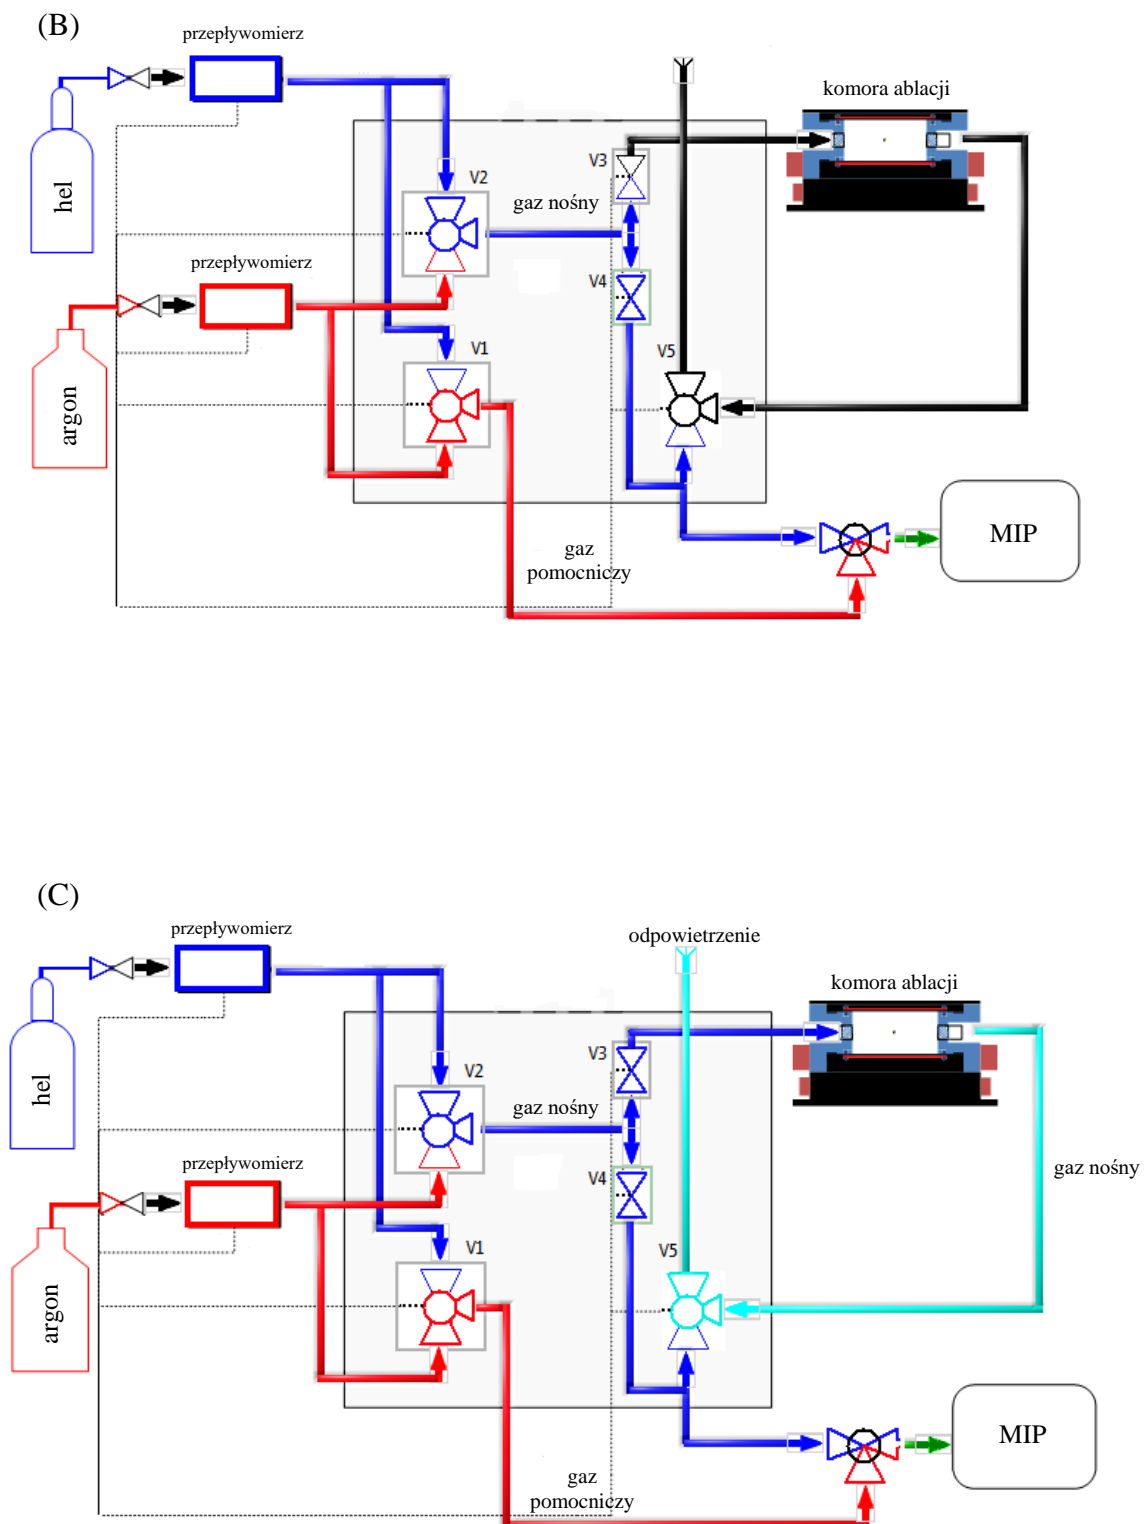 (B)
przepływomierz
komora ablacji
hel
V2
V3
gaz nośny
przepływomierz
V4
V1
V5
argon
MIP
gaz
pomocniczy
(C)
przepływomierz
odpowietrzenie
komora ablacji
hel
V2
V3
gaz nośny
przepływomierz
V4
gaz nośny
V1
V5
argon
MIP
gaz
pomocniczy